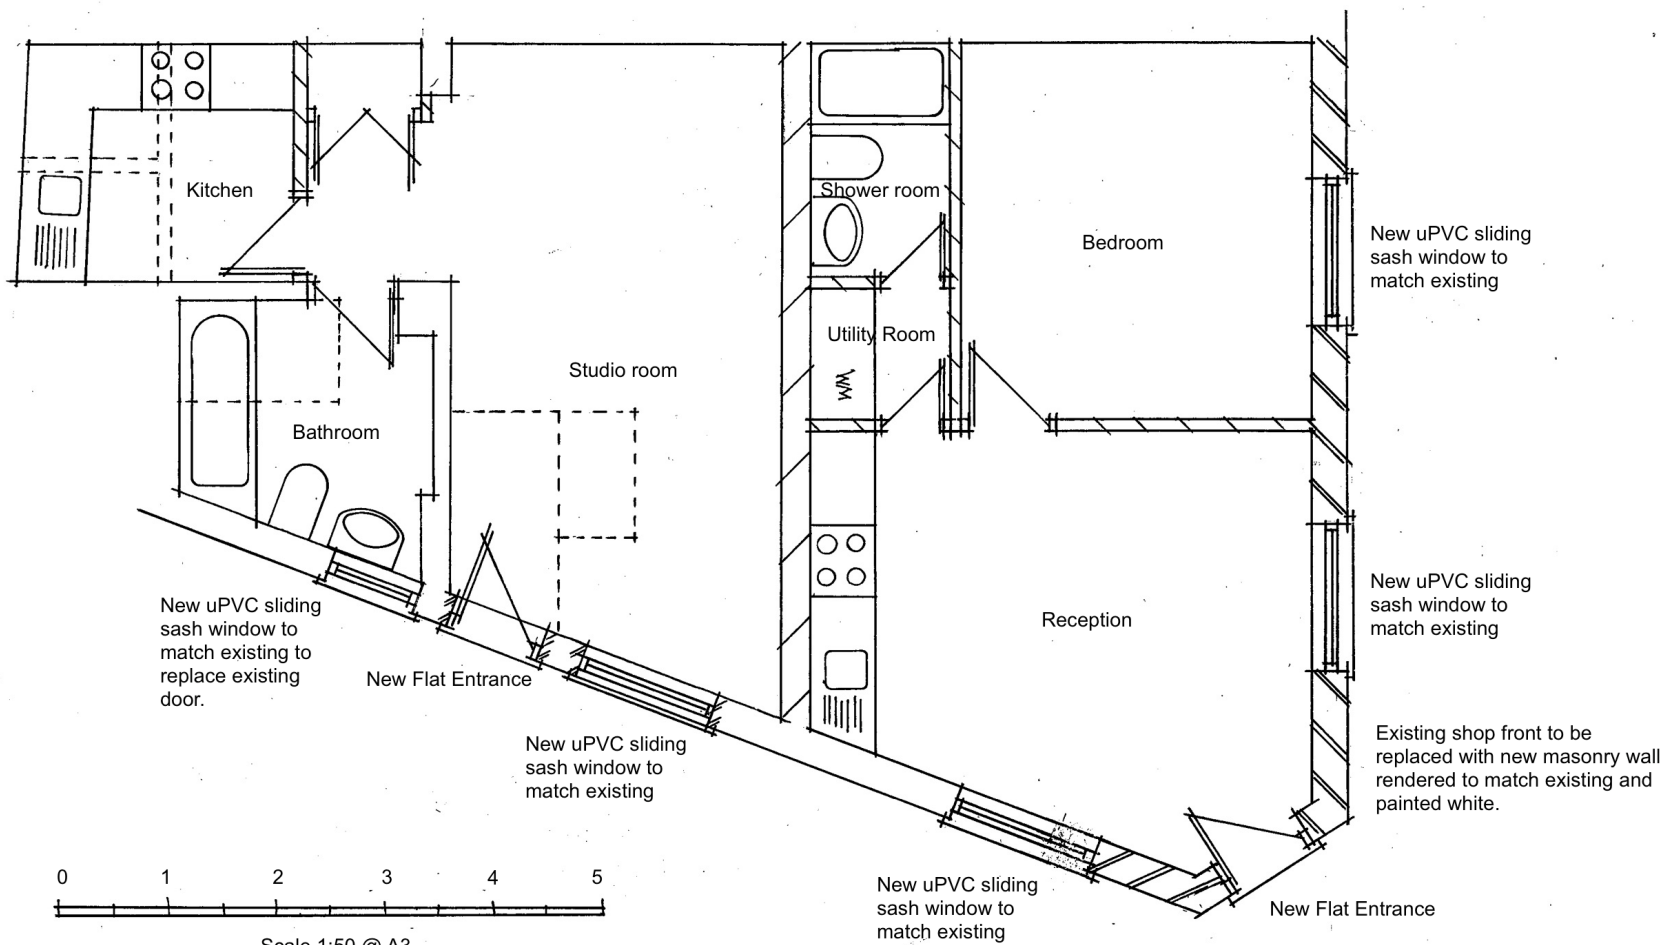 Kitchen
Shower room
Bedroom
New uPVC sliding
sash window to
match existing
Utility Room
WM
Studio room
Bathroom
New uPVC sliding
sash window to
match existing
Reception
New uPVC sliding
sash window to
match existing to
replace existing
door.
New Flat Entrance
New uPVC sliding
sash window to
match existing
Existing shop front to be
replaced with new masonry wall
rendered to match existing and
painted white.
0 1 2 3 4 5
Scale 1:50 @ A3
New uPVC sliding
sash window to
match existing
New Flat Entrance